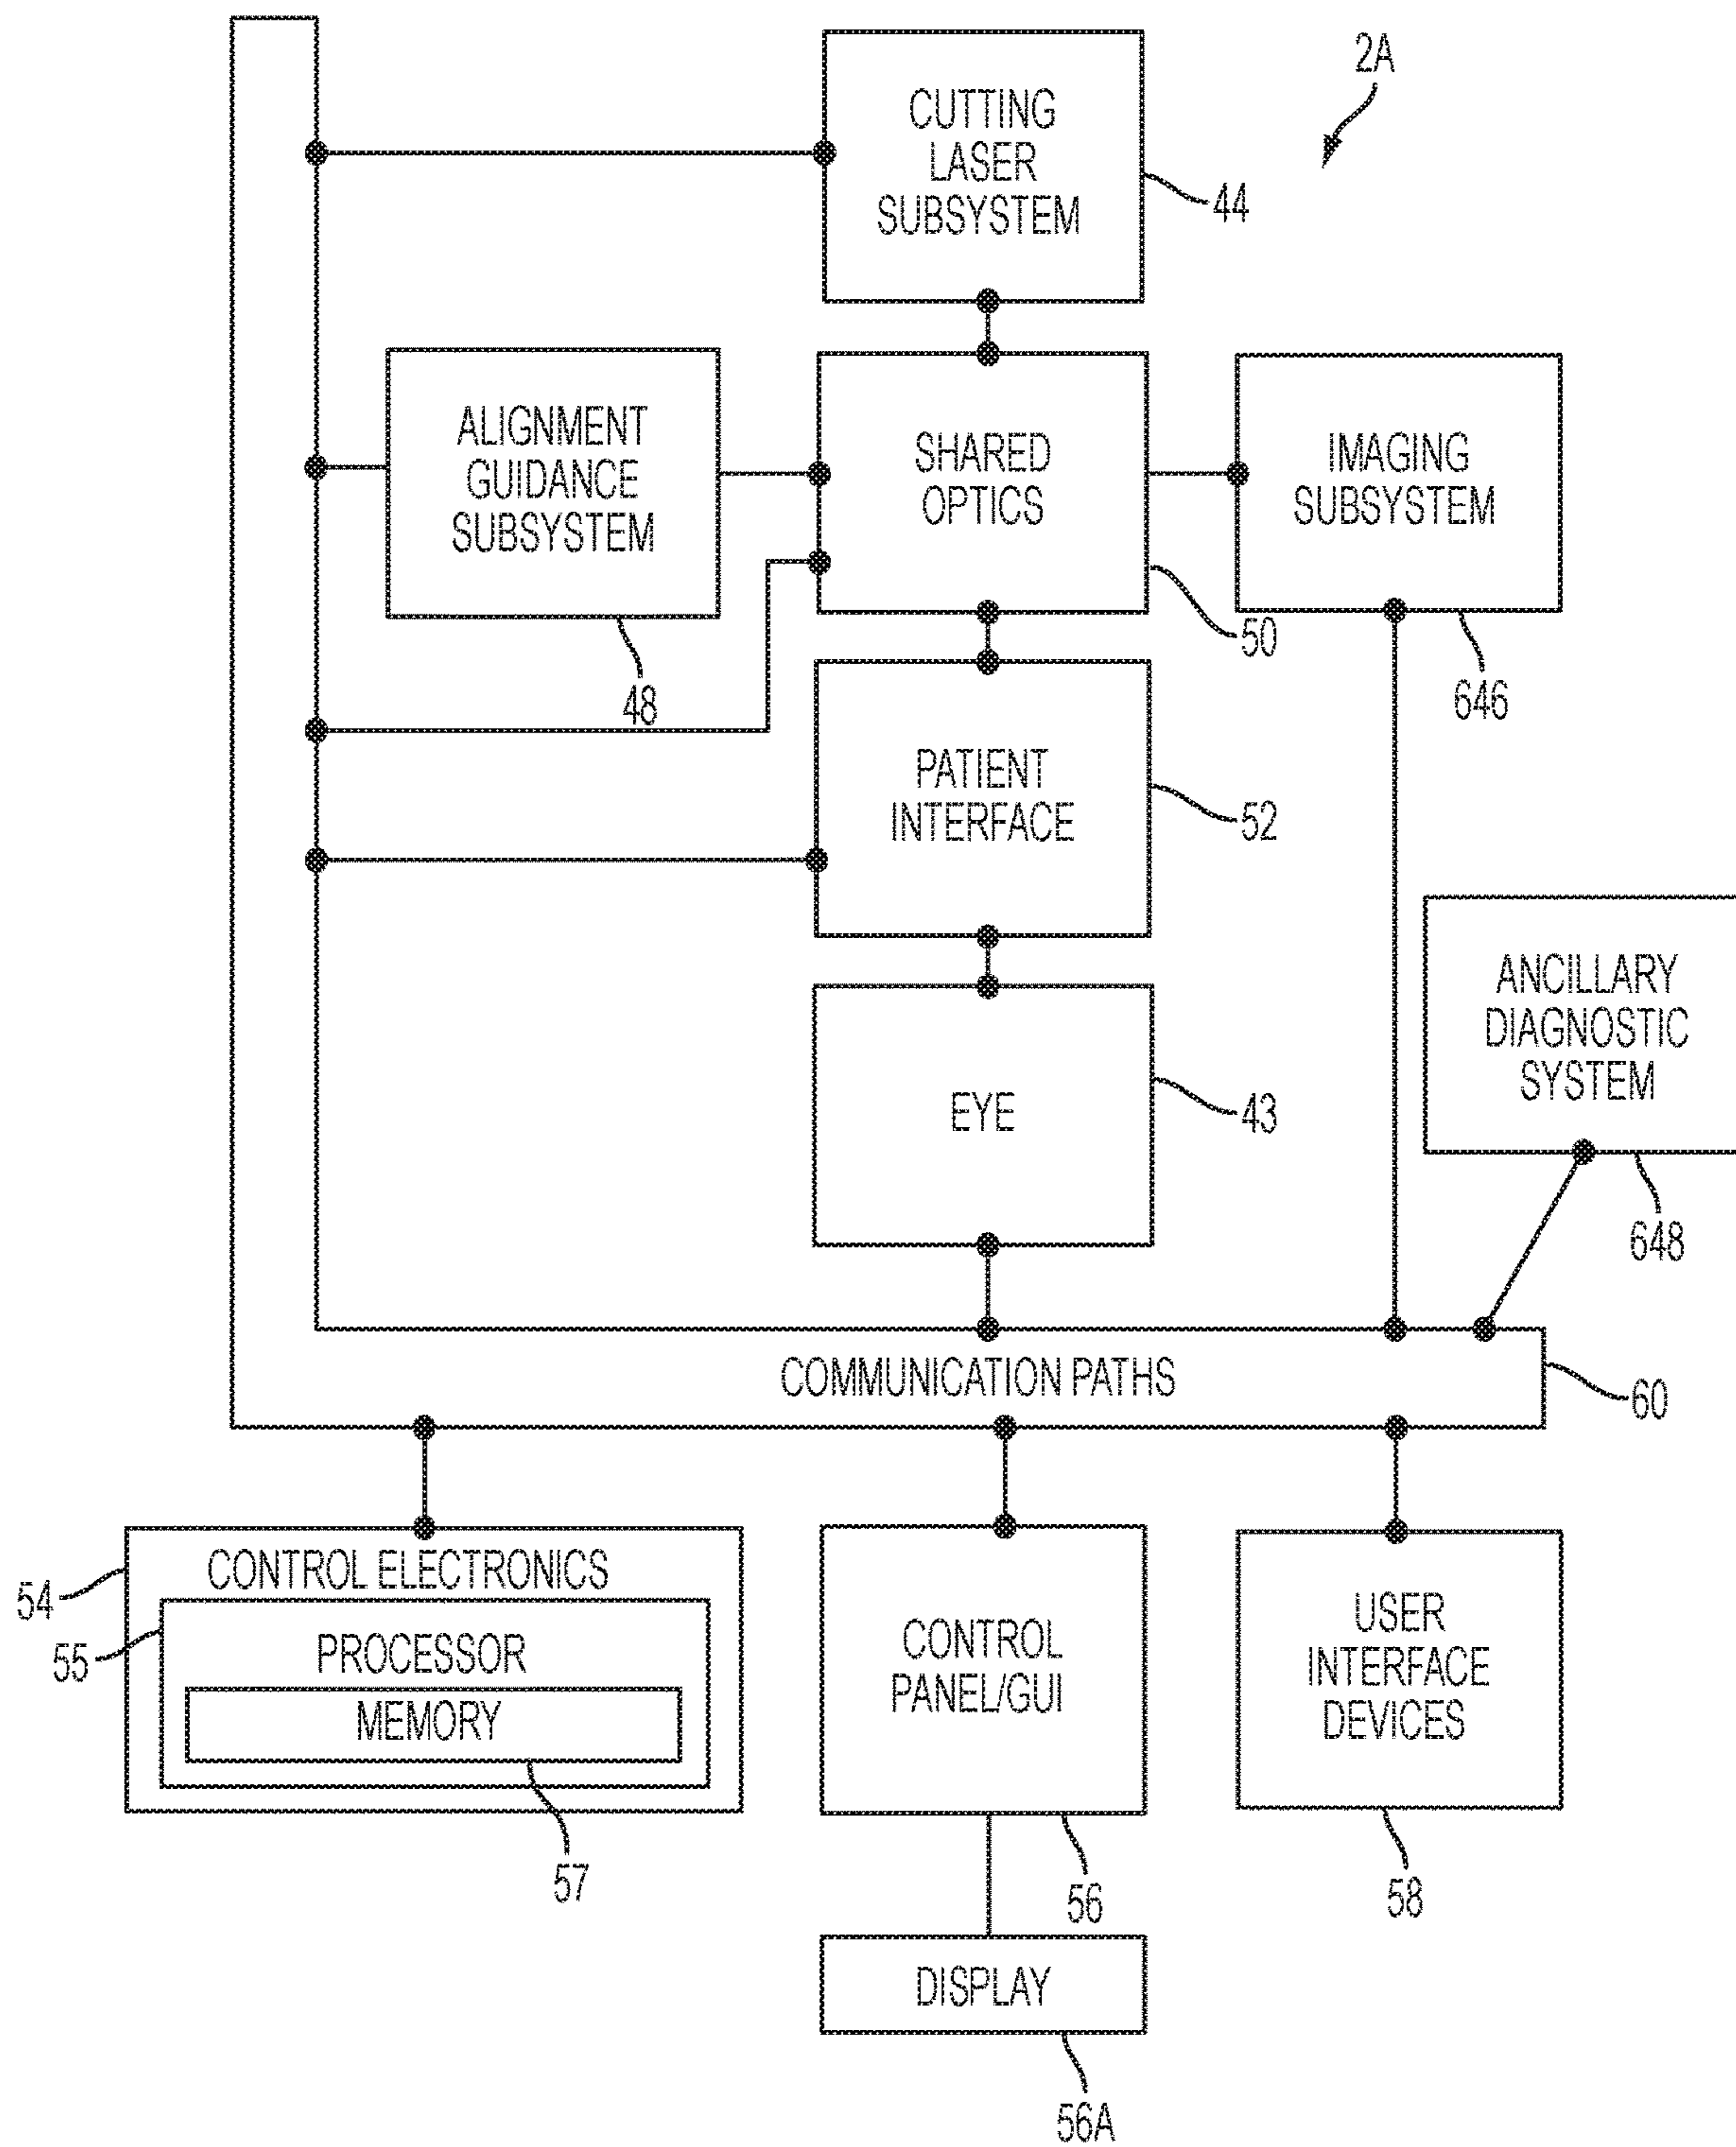 2A
CUTTING
LASER
SUBSYSTEM
44
ALIGNMENT
GUIDANCE
SUBSYSTEM
48
SHARED
OPTICS
50
IMAGING
SUBSYSTEM
646
PATIENT
INTERFACE
52
EYE
43
ANCILLARY
DIAGNOSTIC
SYSTEM
648
COMMUNICATION PATHS
60
CONTROL ELECTRONICS
54
PROCESSOR
55
MEMORY
57
CONTROL
PANEL/GUI
56
USER
INTERFACE
DEVICES
58
DISPLAY
56A